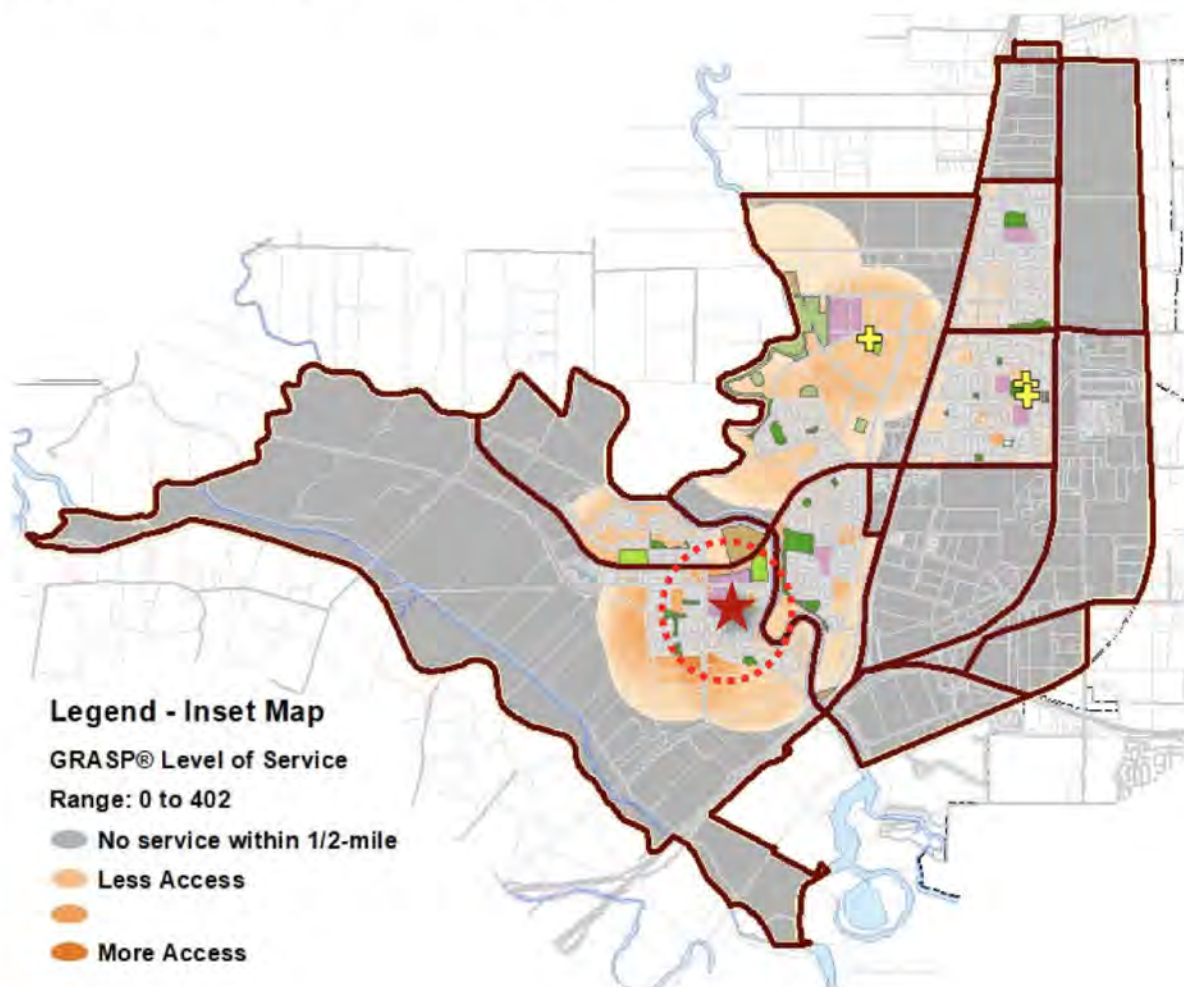 Legend - Inset Map
GRASP® Level of Service
Range: 0 to 402
No service within 1/2-mile
Less Access
More Access